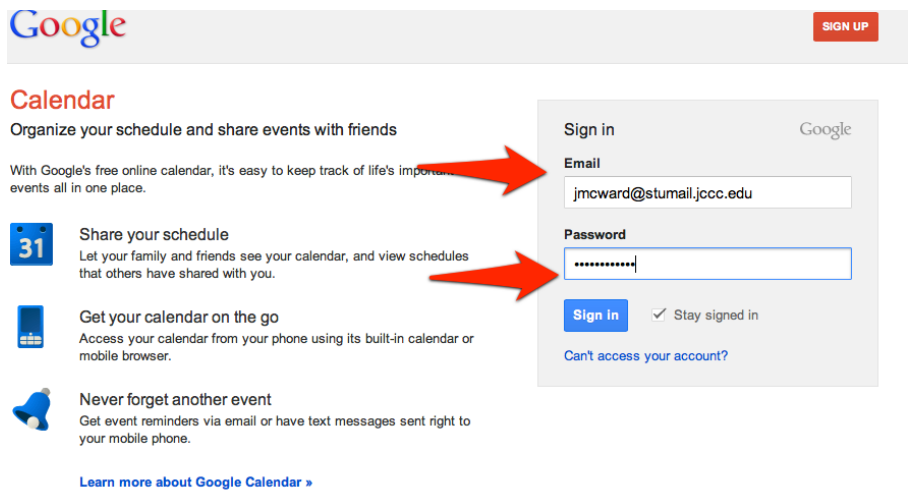 Google
SIGN UP
Calendar
Organize your schedule and share events with friends
With Google's free online calendar, it's easy to keep track of life's important
events all in one place.
31
Share your schedule
Let your family and friends see your calendar, and view schedules
that others have shared with you.
Get your calendar on the go
Access your calendar from your phone using its built-in calendar or
mobile browser.
Never forget another event
Get event reminders via email or have text messages sent right to
your mobile phone.
Learn more about Google Calendar »
Sign in Google
Email
jmcward@stumail.jccc.edu
Password
••••••••••••
Sign in Stay signed in
Can't access your account?